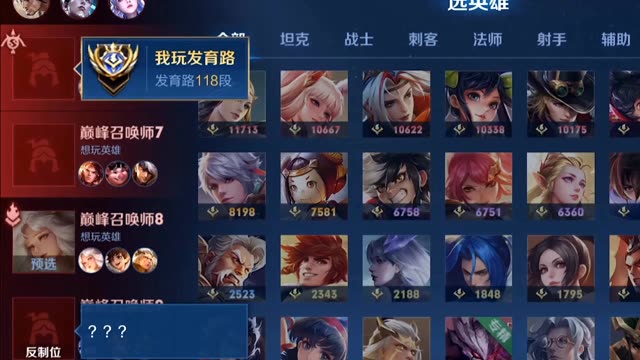 选英雄
全部 坦克 战士 刺客 法师 射手 辅助
我玩发育路
发育路118段
11713 10667 10622 10338 10175
巅峰召唤师7
想玩英雄
8198 7581 6758 6751 6360
巅峰召唤师8
想玩英雄
预选
2523 2343 2188 1848 1795
？？？
反制位